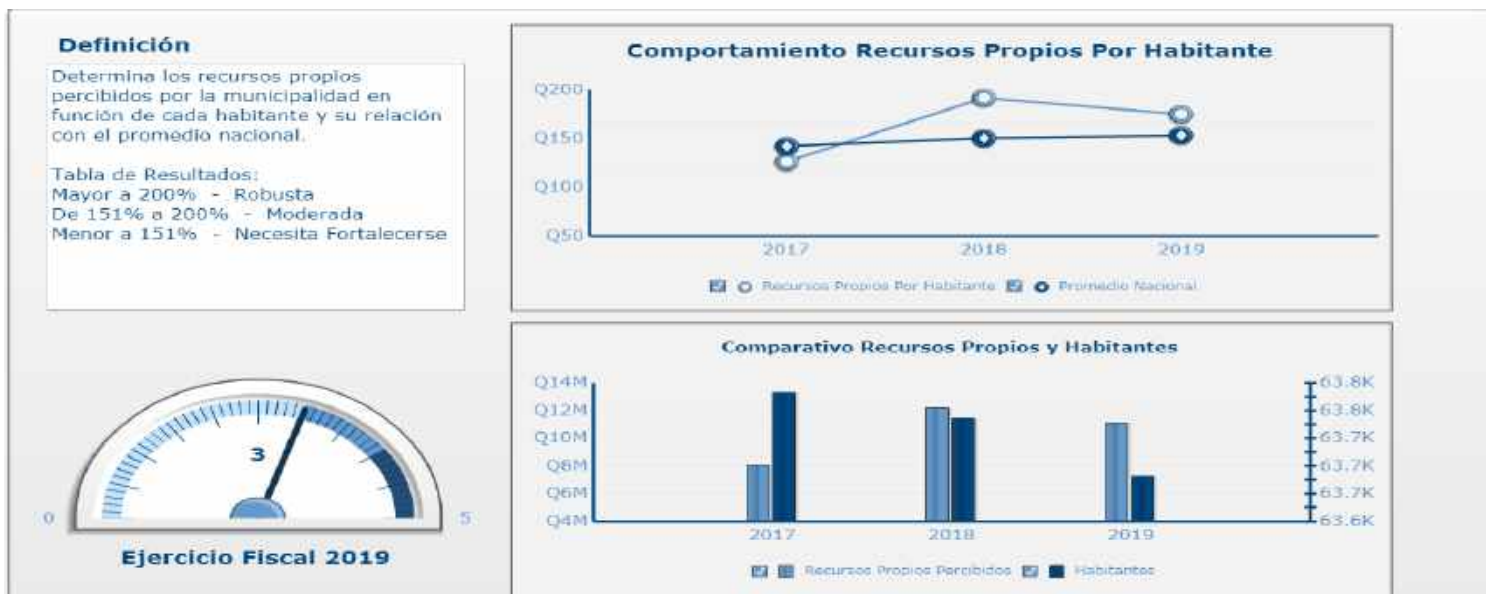 Definición
Determina los recursos propios
percibidos por la municipalidad en
función de cada habitante y su relación
con el promedio nacional.
Tabla de Resultados:
Mayor a 200% - Robusta
De 151% a 200% - Moderada
Menor a 151% - Necesita Fortalecerse
Comportamiento Recursos Propios Por Habitante
Q200
Q150
Q100
Q50
2017 2018 2019
Recursos Propios Por Habitante Promedio Nacional
3
0 5
Ejercicio Fiscal 2019
Comparativo Recursos Propios y Habitantes
Q14M 63.8K
Q12M 63.8K
Q10M 63.7K
Q8M 63.7K
Q6M 63.7K
Q4M 63.6K
2017 2018 2019
Recursos Propios Percibidos Habitantes